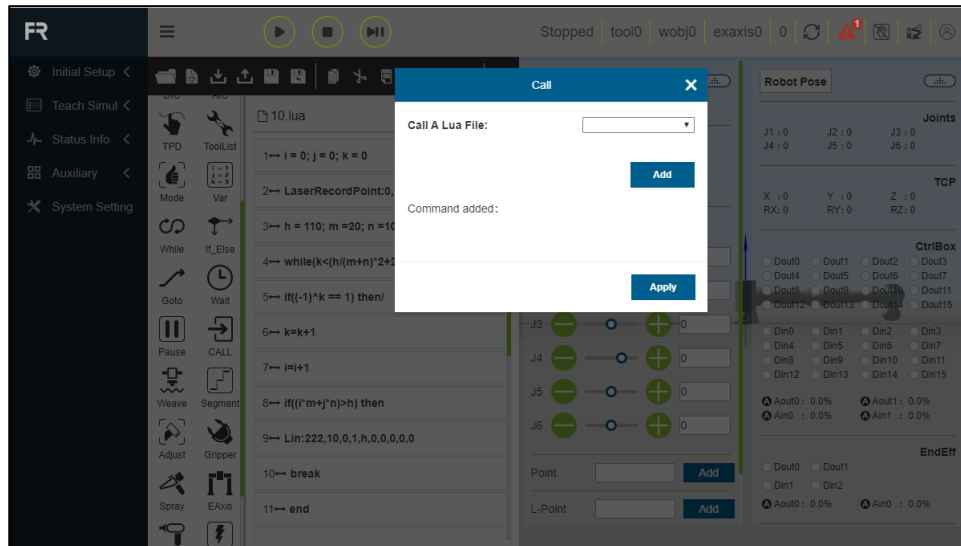 FR
Stopped tool0 wobj0 exaxis0 0 1
Initial Setup
Teach Simul
Status Info
Auxiliary
System Setting
TPD ToolList
Mode Var
While If_Else
Goto Wait
Pause CALL
Weave Segment
Adjust Gripper
Spray EAxis
10.lua
1 i = 0; j = 0; k = 0
2 LaserRecordPoint:0,
3 h = 110; m =20; n =10
4 while(k<(h/(m+n)*2+2
5 if((-1)^k == 1) then/
6 k=k+1
7 i=i+1
8 if((i*m+j*n)>h) then
9 Lin:222,10,0,1,h,0,0,0,0,0
10 break
11 end
Call
Call A Lua File:
Add
Command added:
Apply
J3 0
J4 0
J5 0
J6 0
Point Add
L-Point Add
Robot Pose
Joints
J1 : 0 J2 : 0 J3 : 0
J4 : 0 J5 : 0 J6 : 0
TCP
X : 0 Y : 0 Z : 0
RX: 0 RY: 0 RZ: 0
CtrlBox
Dout0 Dout1 Dout2 Dout3
Dout4 Dout5 Dout6 Dout7
Dout8 Dout9 Dout10 Dout11
Dout12 Dout13 Dout14 Dout15
Din0 Din1 Din2 Din3
Din4 Din5 Din6 Din7
Din8 Din9 Din10 Din11
Din12 Din13 Din14 Din15
A Aout0 : 0.0% A Aout1 : 0.0%
A Ain0 : 0.0% A Ain1 : 0.0%
EndEff
Dout0 Dout1
Din1 Din2
A Aout0 : 0.0% A Ain0 : 0.0%